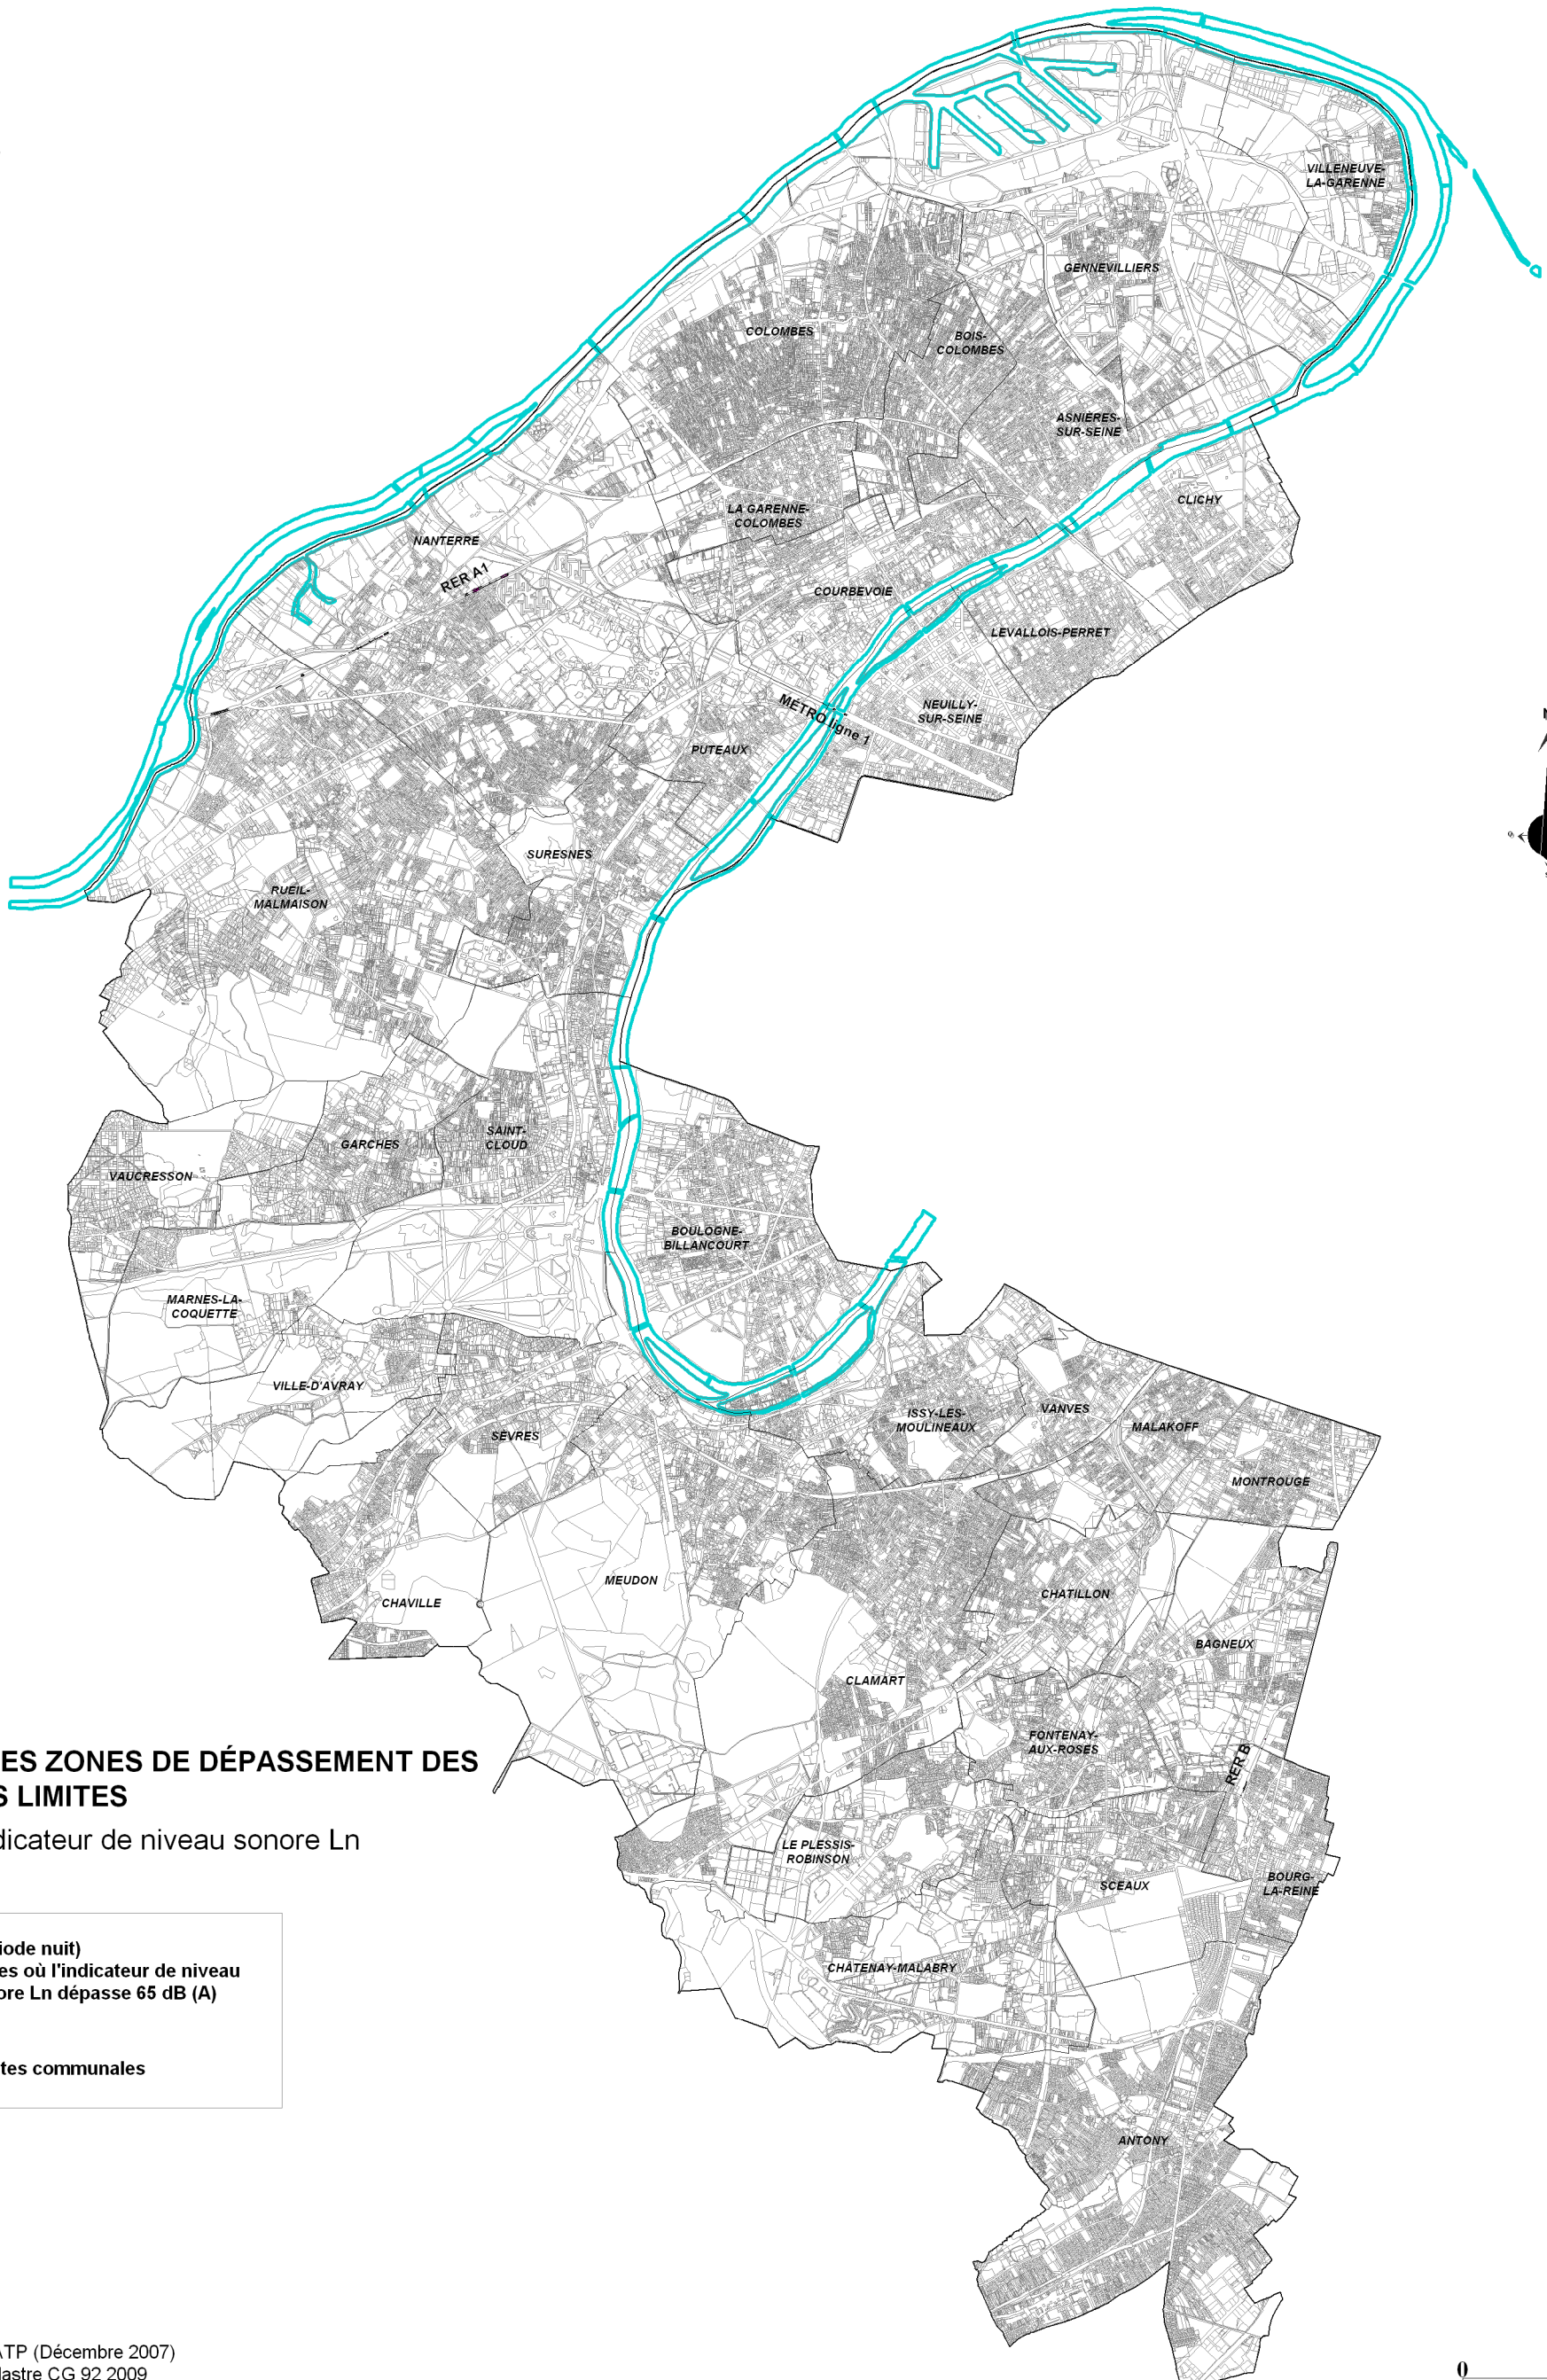 VILLENEUVE-
LA-GARENNE
GENNEVILLIERS
COLOMBES
BOIS-
COLOMBES
ASNIÈRES-
SUR-SEINE
CLICHY
LA GARENNE-
COLOMBES
NANTERRE
RER A1
COURBEVOIE
LEVALLOIS-PERRET
NEUILLY-
SUR-SEINE
MÉTRO ligne 1
PUTEAUX
SURESNES
RUEIL-
MALMAISON
GARCHES
SAINT-
CLOUD
VAUCRESSON
BOULOGNE-
BILLANCOURT
MARNES-LA-
COQUETTE
VILLE-D'AVRAY
SÈVRES
ISSY-LES-
MOULINEAUX
VANVES
MALAKOFF
MONTROUGE
MEUDON
CHAVILLE
CHATILLON
BAGNEUX
CLAMART
FONTENAY-
AUX-ROSES
RER B
LE PLESSIS-
ROBINSON
SCEAUX
BOURG-
LA-REINE
CHÂTENAY-MALABRY
ANTONY
ES ZONES DE DÉPASSEMENT DES
S LIMITES
dicateur de niveau sonore Ln
iode nuit)
es où l'indicateur de niveau
ore Ln dépasse 65 dB (A)
tes communales
ATP (Décembre 2007)
dastre CG 92 2009
0